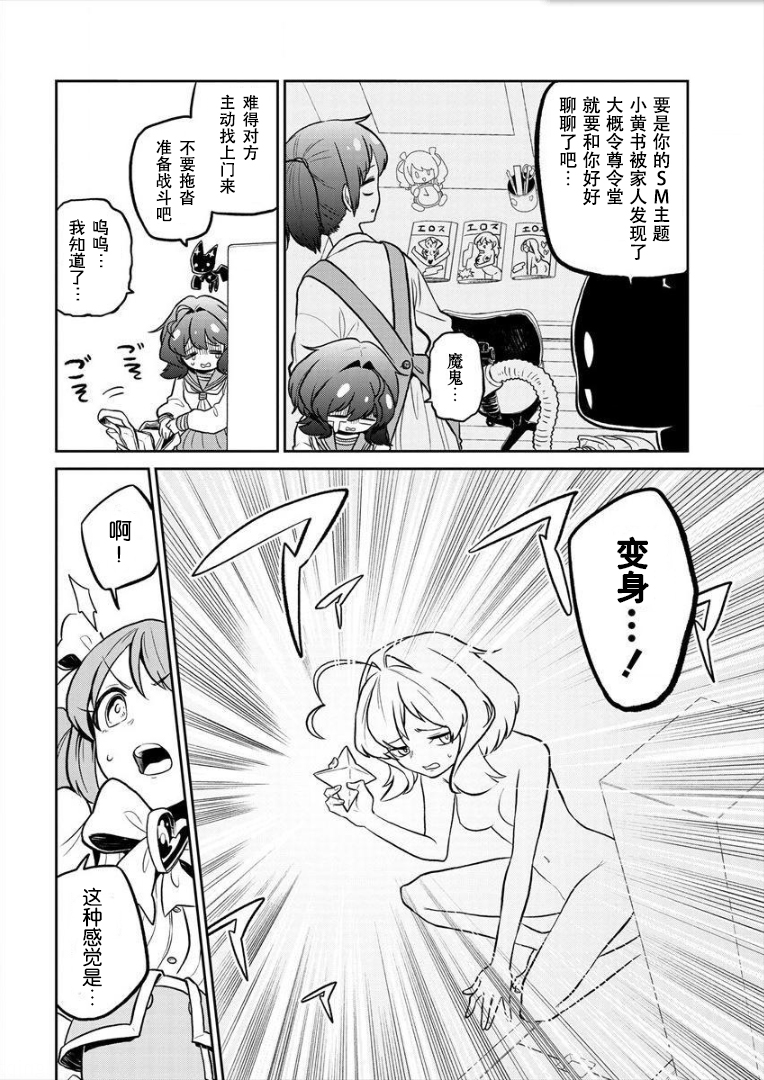 要是你的SM主题
小黄书被家人发现了
大概令尊令堂
就要和你好好
聊聊了吧…
エロス
エロス
エロス
魔鬼…
难得对方
主动找上门来
不要拖沓
准备战斗吧
呜呜…
我知道了…
ごそ
ごそ
变身…！
啊！
这种感觉是…